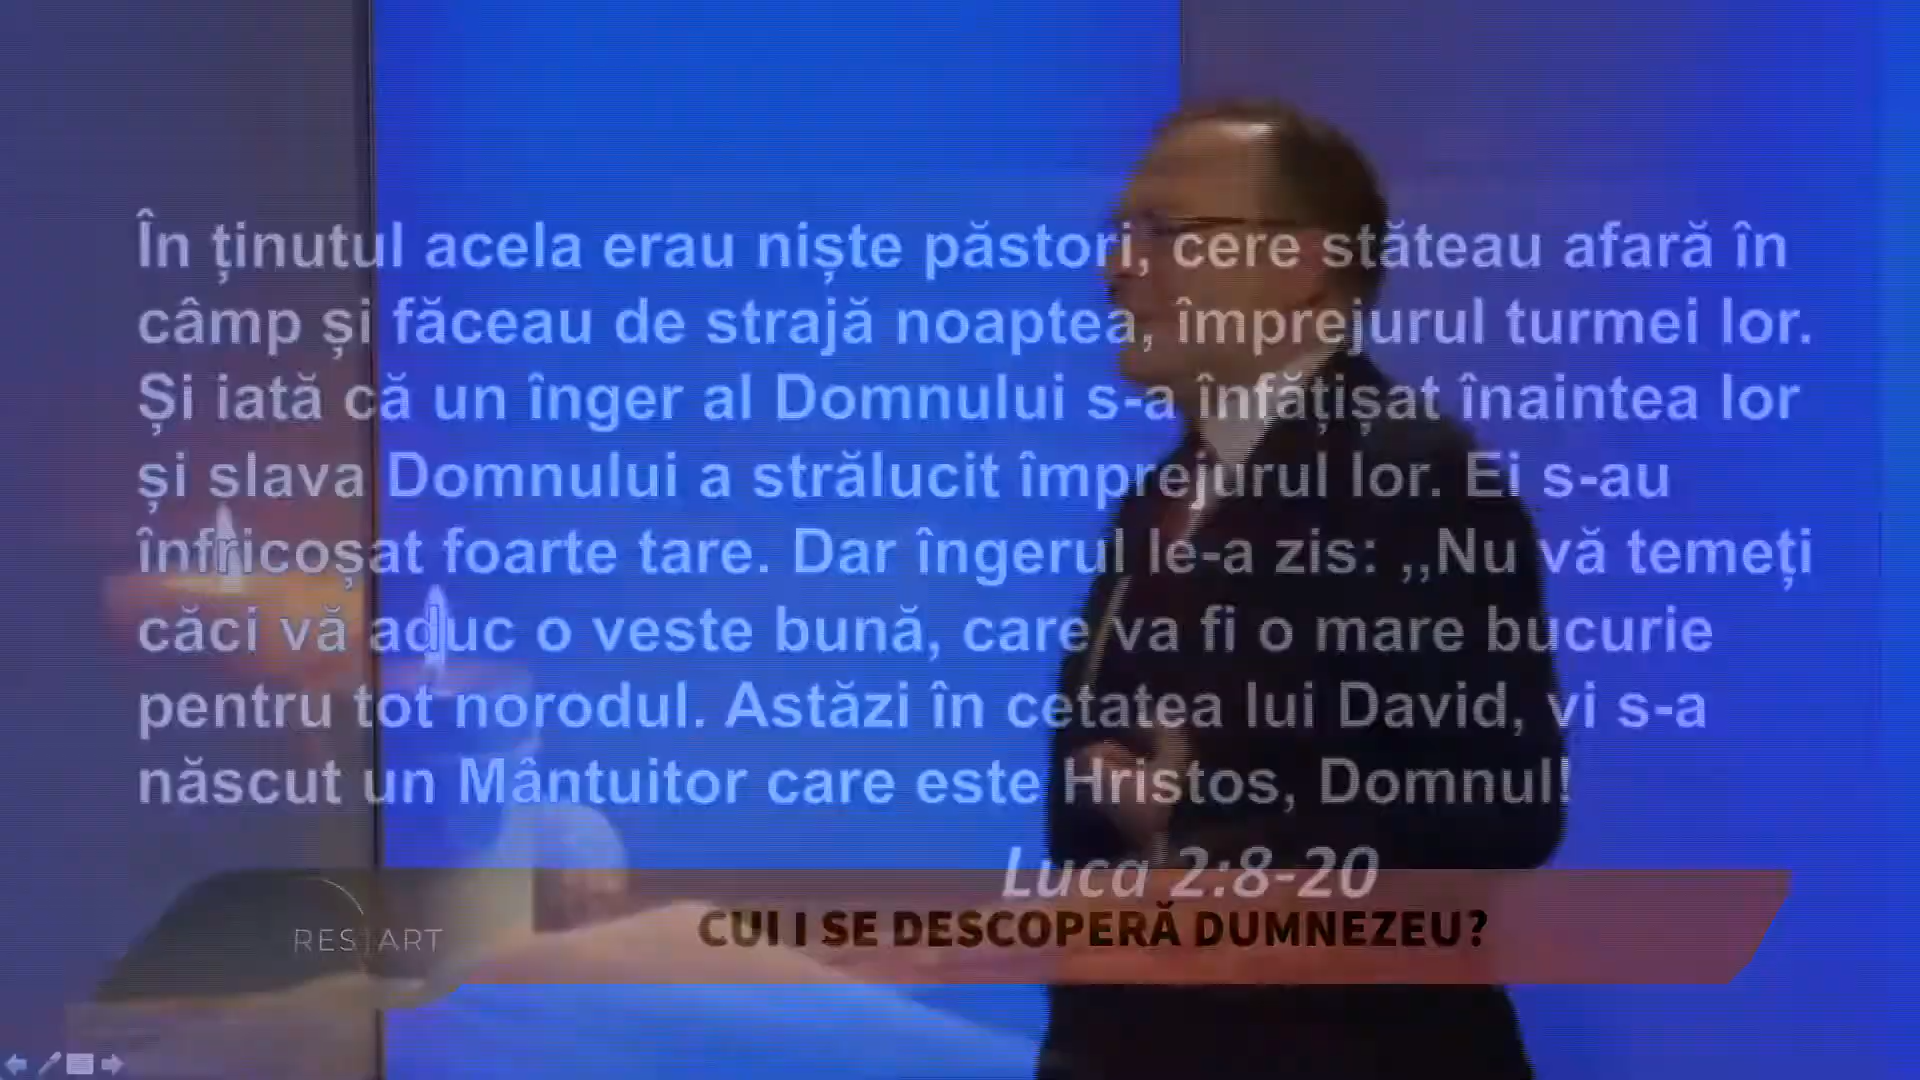 În ținutul acela erau niște păstori, cere stăteau afară în
câmp și făceau de strajă noaptea, împrejurul turmei lor.
Și iată că un înger al Domnului s-a înfățișat înaintea lor
și slava Domnului a strălucit împrejurul lor. Ei s-au
înfricoșat foarte tare. Dar îngerul le-a zis: ,,Nu vă temeți
căci vă aduc o veste bună, care va fi o mare bucurie
pentru tot norodul. Astăzi în cetatea lui David, vi s-a
născut un Mântuitor care este Hristos, Domnul!
Luca 2:8-20
RESTART
CUI I SE DESCOPERĂ DUMNEZEU?